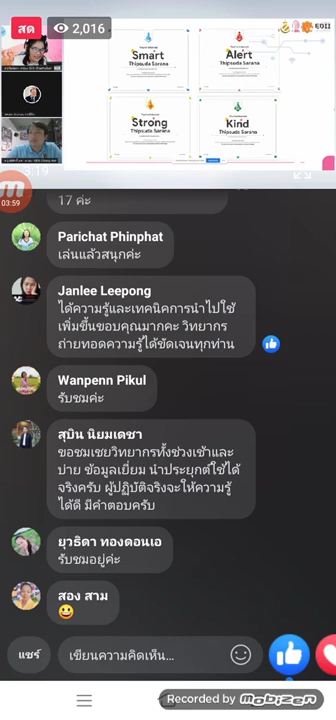 สด
2,016
EDII
Smart
Thipsuda Sarana
Alert
Thipsuda Sarana
Strong
Thipsuda Sarana
Kind
Thipsuda Sarana
3:19
03:59
17 ค่ะ
Parichat Phinphat
เล่นแล้วสนุกค่ะ
Janlee Leepong
ได้ความรู้และเทคนิคการนำไปใช้
เพิ่มขึ้นขอบคุณมากคะ วิทยากร
ถ่ายทอดความรู้ได้ชัดเจนทุกท่าน
Wanpenn Pikul
รับชมค่ะ
สุบิน นิยมเดชา
ขอชมเชยวิทยากรทั้งช่วงเช้าและ
บ่าย ข้อมูลเยี่ยม นำประยุกต์ใช้ได้
จริงครับ ผู้ปฏิบัติจริงจะให้ความรู้
ได้ดี มีคำตอบครับ
ยุวธิดา ทองดอนเอ
รับชมอยู่ค่ะ
สอง สาม
😃
แชร์
เขียนความคิดเห็น...
Recorded by MOBIZEN